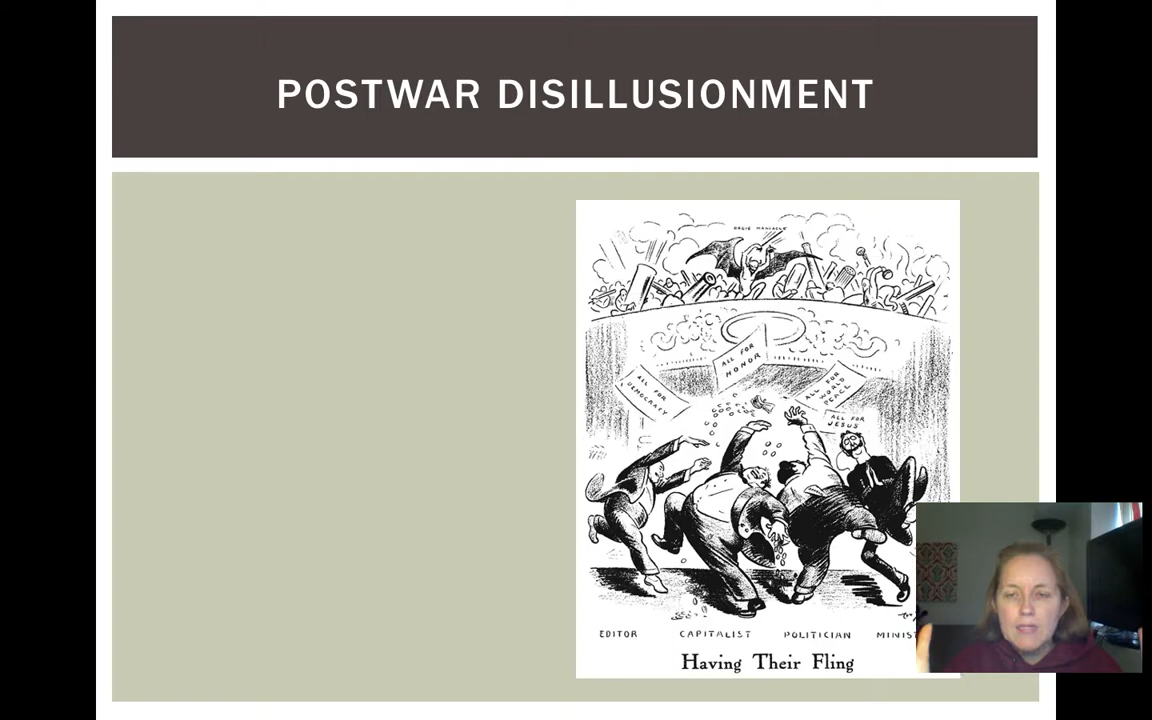 POSTWAR DISILLUSIONMENT
ALL FOR
HONOR
ALL FOR
DEMOCRACY
ALL FOR
WORLD
PEACE
ALL FOR
JESUS
EDITOR CAPITALIST POLITICIAN MINIST
Having Their Fling